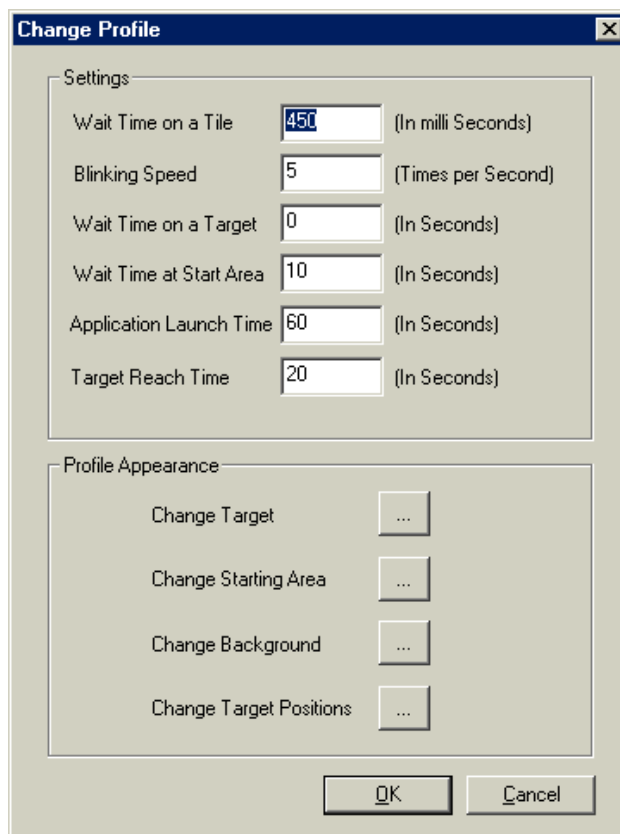 Change Profile
Settings
Wait Time on a Tile 450 (In milli Seconds)
Blinking Speed 5 (Times per Second)
Wait Time on a Target 0 (In Seconds)
Wait Time at Start Area 10 (In Seconds)
Application Launch Time 60 (In Seconds)
Target Reach Time 20 (In Seconds)
Profile Appearance
Change Target ...
Change Starting Area ...
Change Background ...
Change Target Positions ...
OK Cancel